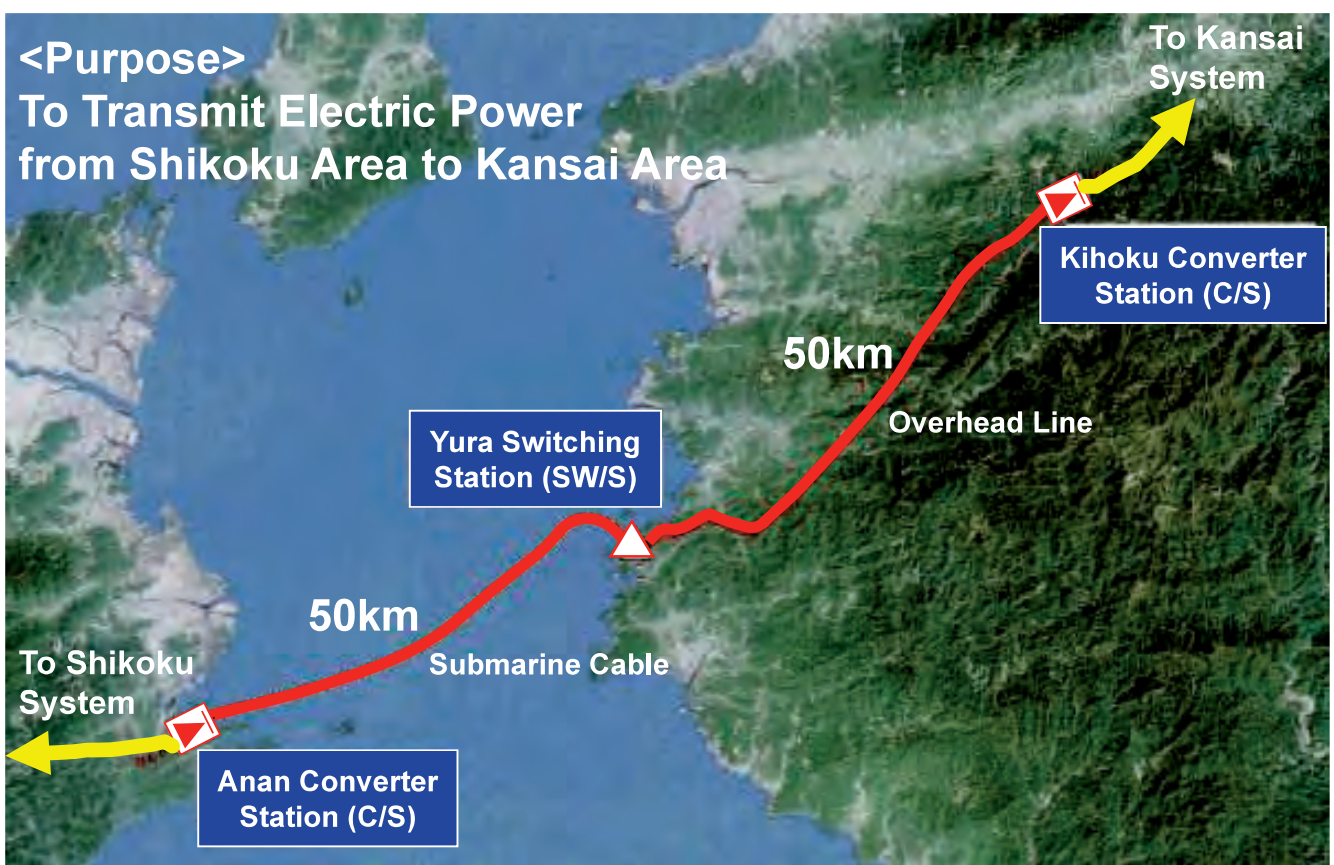 <Purpose>
To Transmit Electric Power
from Shikoku Area to Kansai Area
To Kansai
System
Kihoku Converter
Station (C/S)
50km
Overhead Line
Yura Switching
Station (SW/S)
50km
Submarine Cable
To Shikoku
System
Anan Converter
Station (C/S)